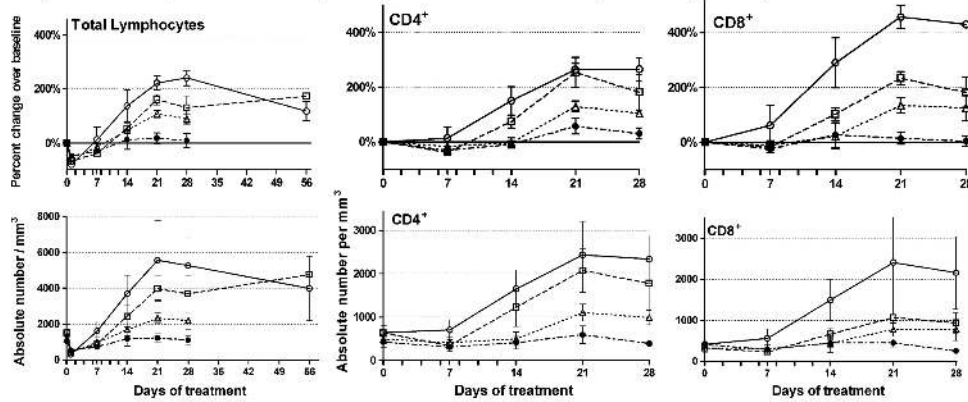 Total Lymphocytes
CD4+
CD8+
Percent change over baseline
400%
200%
0%
400%
200%
0%
400%
200%
0%
0 7 14 21 28 35 42 49 56
0 7 14 21 28
0 7 14 21 28
Absolute number / mm3
8000
6000
4000
2000
0
CD4+
Absolute number per mm3
3000
2000
1000
0
CD8+
3000
2000
1000
0
0 7 14 21 28 35 42 49 56
0 7 14 21 28
0 7 14 21 28
Days of treatment
Days of treatment
Days of treatment